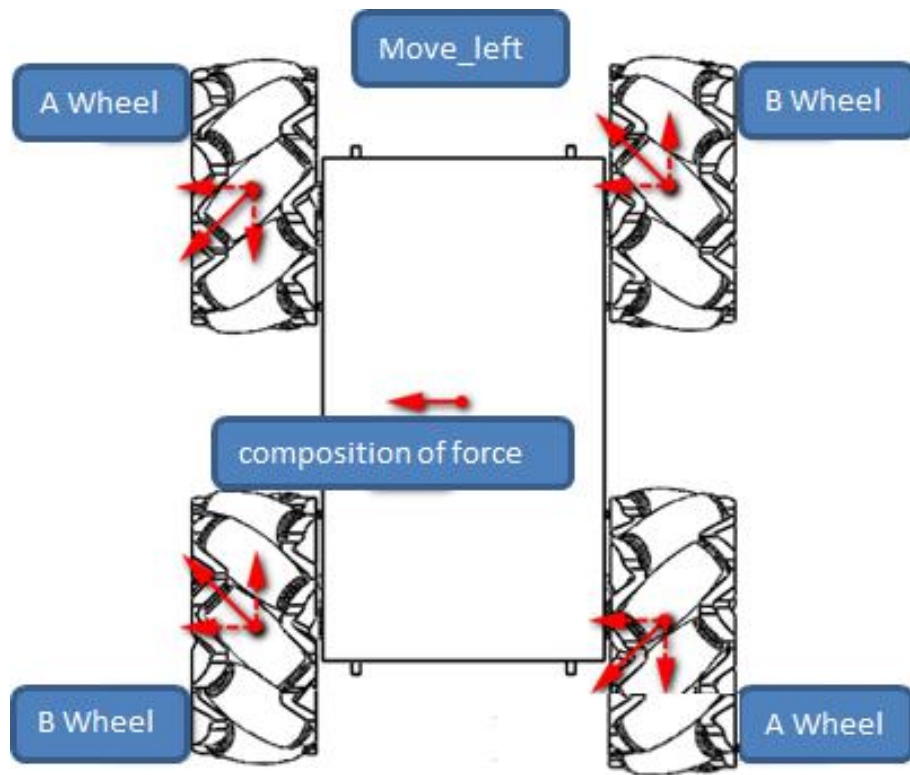 Move_left
A Wheel
B Wheel
composition of force
B Wheel
A Wheel